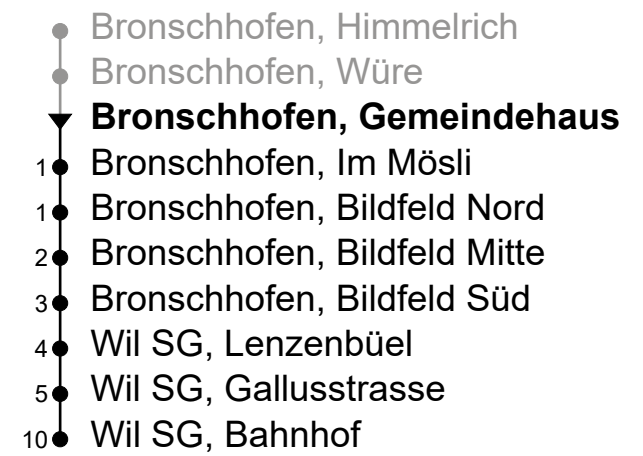 Bronschhofen, Himmelrich
Bronschhofen, Würe
Bronschhofen, Gemeindehaus
1 Bronschhofen, Im Mösli
1 Bronschhofen, Bildfeld Nord
2 Bronschhofen, Bildfeld Mitte
3 Bronschhofen, Bildfeld Süd
4 Wil SG, Lenzenbüel
5 Wil SG, Gallusstrasse
10 Wil SG, Bahnhof